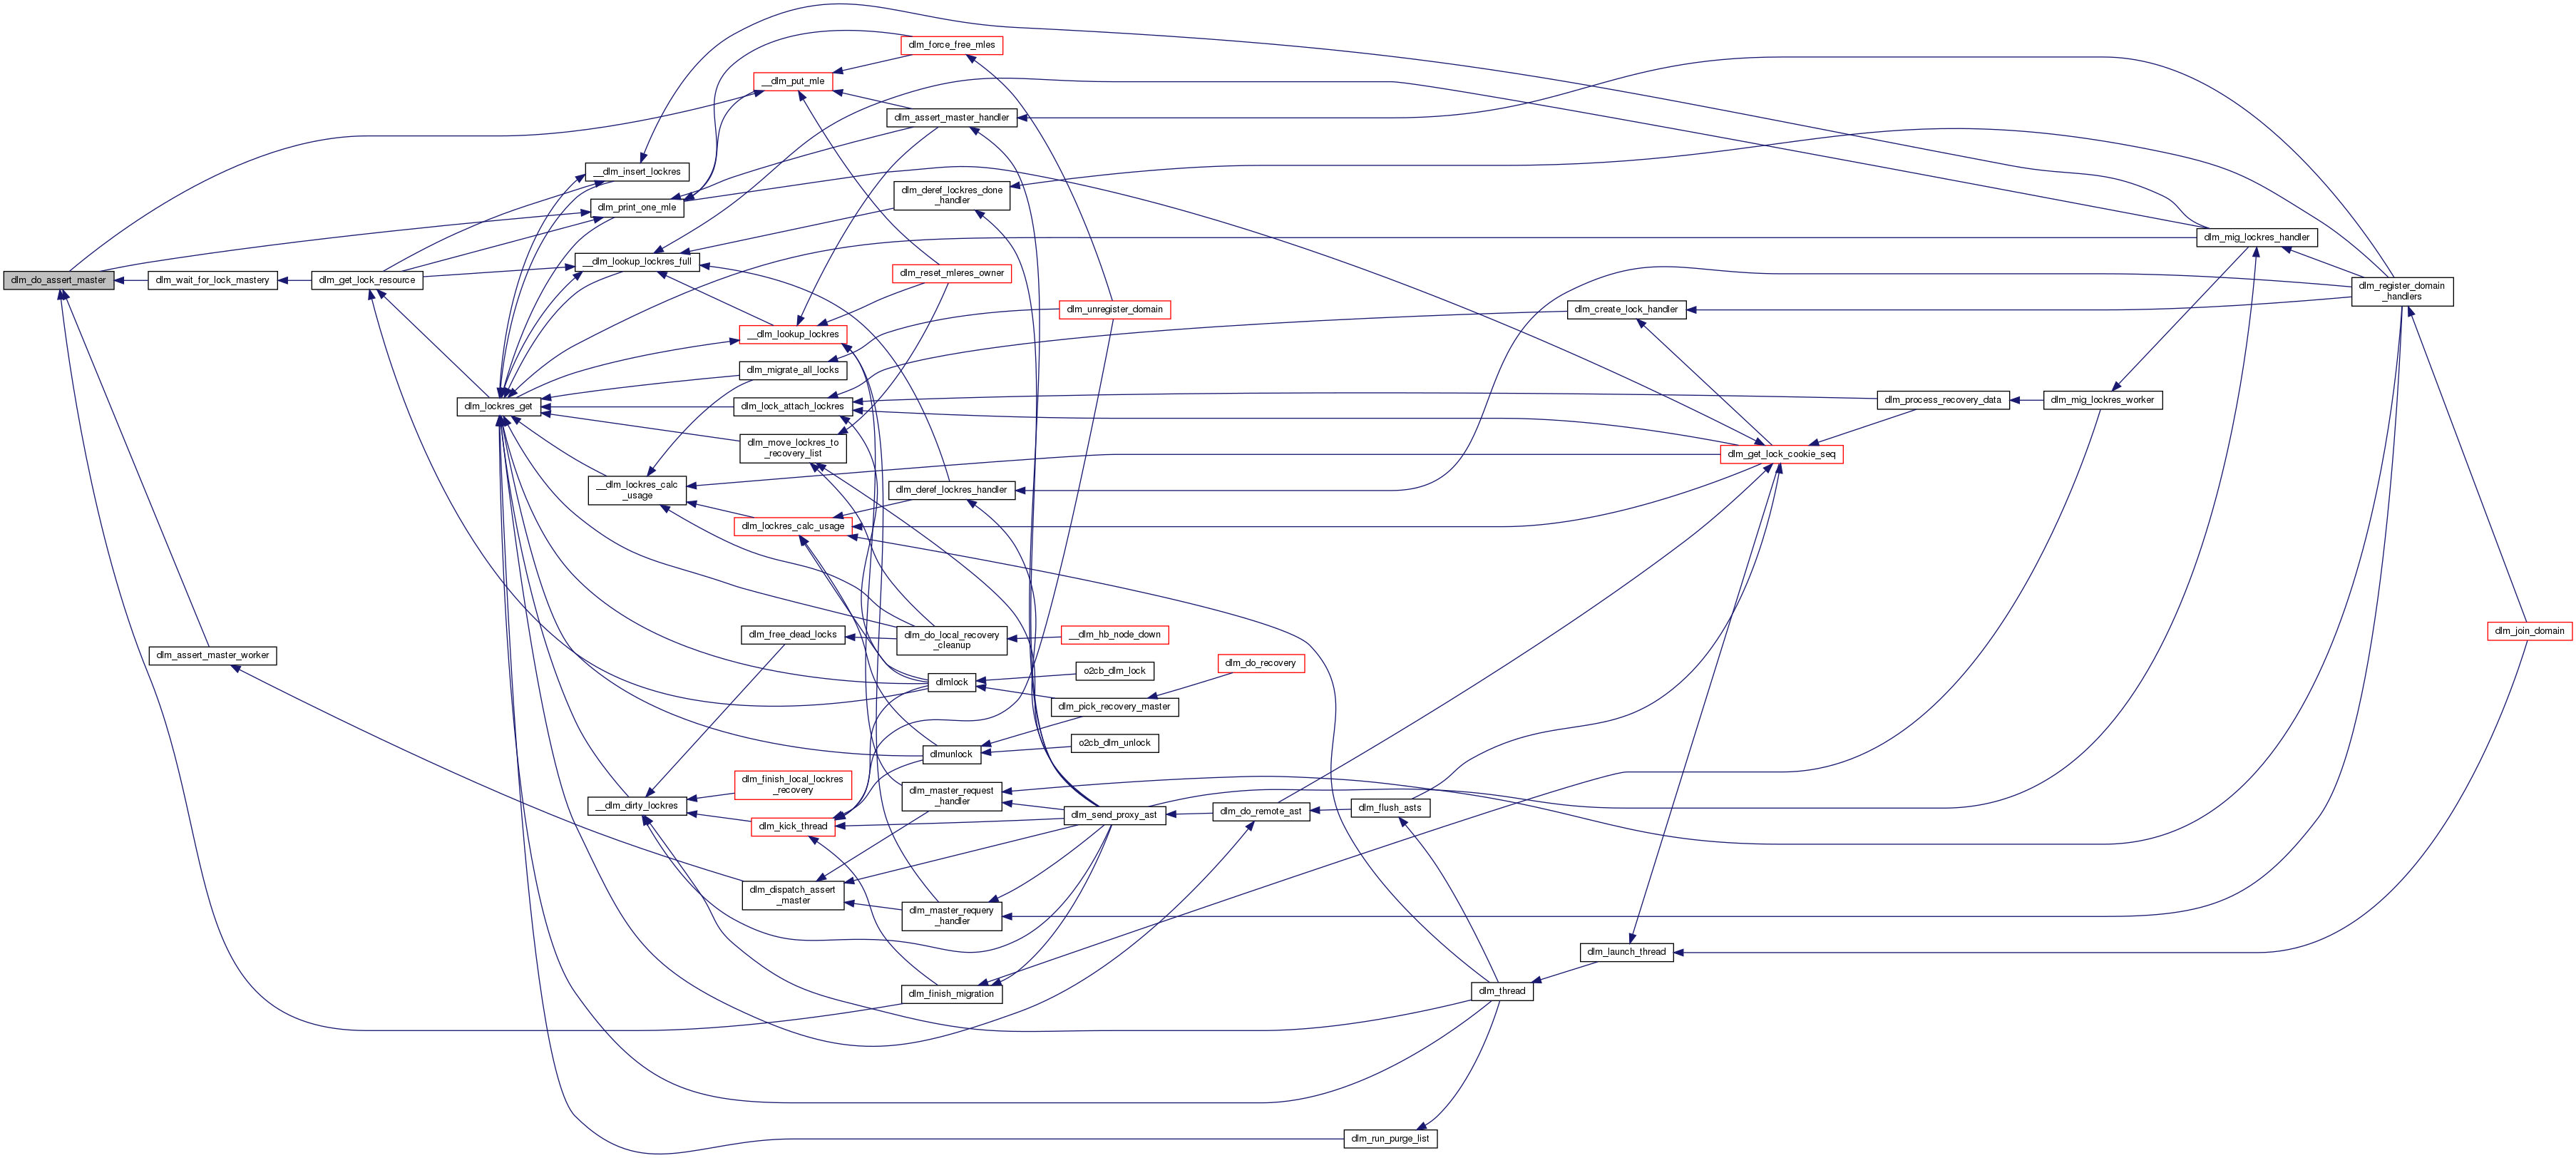 dlm_force_free_mles
__dlm_put_mle
dlm_assert_master_handler
__dlm_insert_lockres
dlm_deref_lockres_done
_handler
dlm_print_one_mle
dlm_mig_lockres_handler
__dlm_lookup_lockres_full
dlm_reset_mleres_owner
dlm_do_assert_master
dlm_wait_for_lock_mastery
dlm_get_lock_resource
dlm_register_domain
_handlers
dlm_unregister_domain
dlm_create_lock_handler
__dlm_lookup_lockres
dlm_migrate_all_locks
dlm_lockres_get
dlm_lock_attach_lockres
dlm_process_recovery_data
dlm_mig_lockres_worker
dlm_move_lockres_to
_recovery_list
dlm_get_lock_cookie_seq
__dlm_lockres_calc
_usage
dlm_deref_lockres_handler
dlm_lockres_calc_usage
dlm_free_dead_locks
dlm_do_local_recovery
_cleanup
__dlm_hb_node_down
dlm_join_domain
dlm_assert_master_worker
dlm_do_recovery
o2cb_dlm_lock
dlmlock
dlm_pick_recovery_master
o2cb_dlm_unlock
dlmunlock
dlm_finish_local_lockres
_recovery
dlm_master_request
_handler
__dlm_dirty_lockres
dlm_kick_thread
dlm_send_proxy_ast
dlm_do_remote_ast
dlm_flush_asts
dlm_dispatch_assert
_master
dlm_master_requery
_handler
dlm_launch_thread
dlm_finish_migration
dlm_thread
dlm_run_purge_list